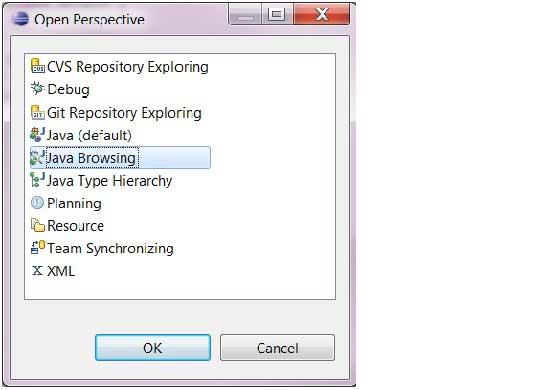 Open Perspective
CVS Repository Exploring
Debug
Git Repository Exploring
Java (default)
Java Browsing
Java Type Hierarchy
Planning
Resource
Team Synchronizing
XML
OK
Cancel